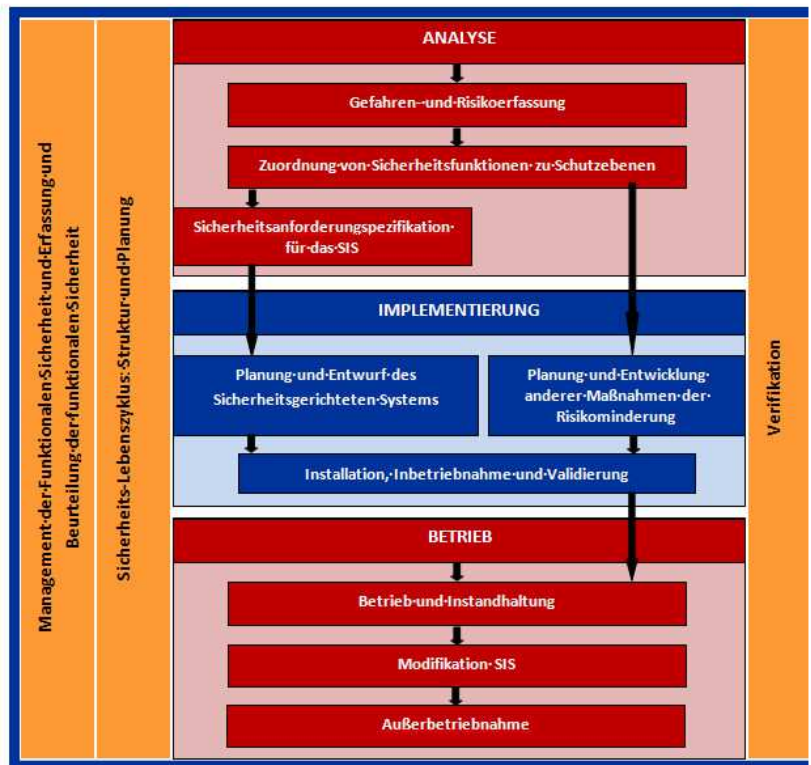 Management·der·Funktionalen·Sicherheit·und·Erfassung·und·
Beurteilung·der·funktionalen·Sicherheit
Sicherheits-Lebenszyklus:·Struktur·und·Planung
ANALYSE
Gefahren-·und·Risikoerfassung
Zuordnung·von·Sicherheitsfunktionen·zu·Schutzebenen
Sicherheitsanforderungspezifikation·
für·das·SIS
IMPLEMENTIERUNG
Planung·und·Entwurf·des
Sicherheitsgerichteten·Systems
Planung·und·Entwicklung·
anderer·Maßnahmen·der·
Risikominderung
Installation,·Inbetriebnahme·und·Validierung
BETRIEB
Betrieb·und·Instandhaltung
Modifikation·SIS
Außerbetriebnahme
Verifikation